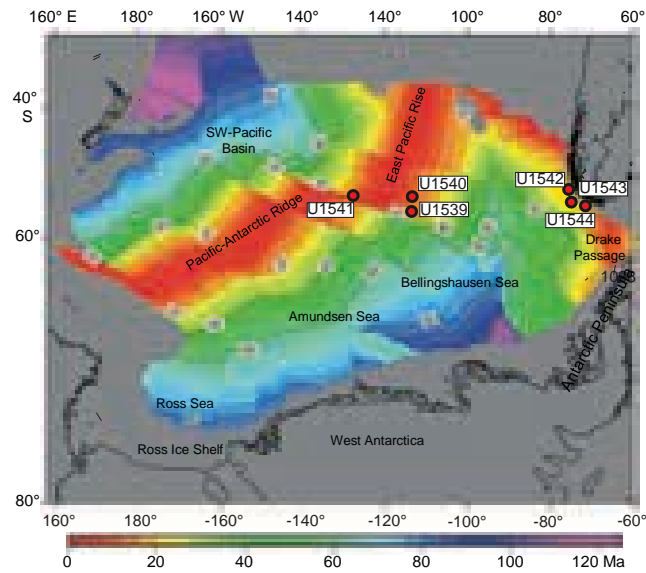 160° E 180° 160° W 140° 120° 100° 80° 60°
40°
S
SW-Pacific
Basin
East Pacific Rise
U1542
U1543
U1540
U1541
U1539
U1544
Pacific-Antarctic Ridge
60°
Drake
Passage
Bellingshausen Sea
Amundsen Sea
Antarctic Peninsula
Ross Sea
Ross Ice Shelf
West Antarctica
80°
160° 180° -160° -140° -120° -100° -80° -60°
0 20 40 60 80 100 120 Ma